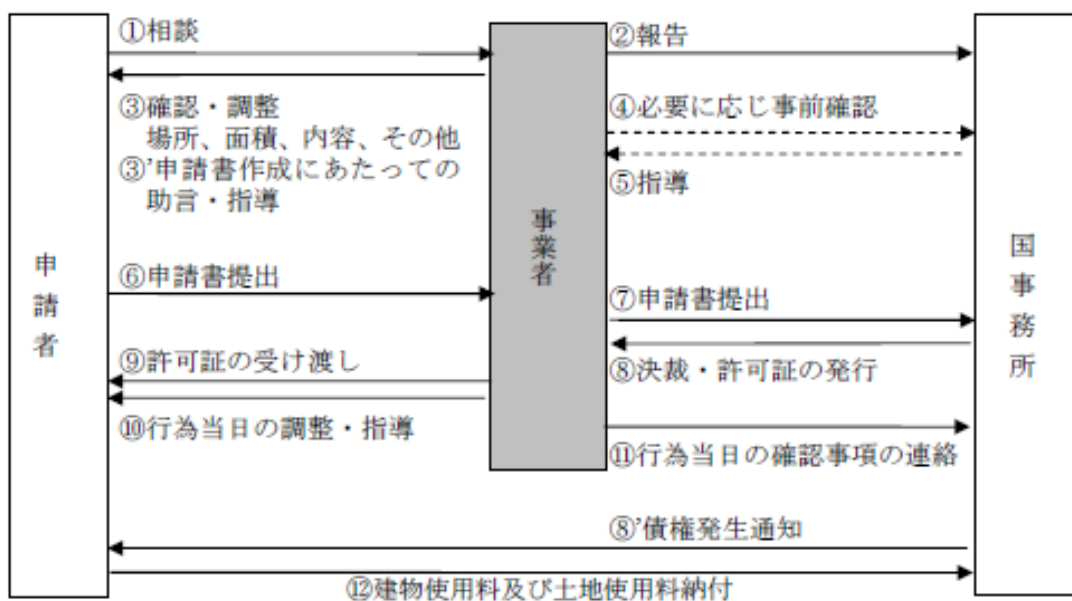 ①相談
②報告
③確認・調整
場所、面積、内容、その他
③'申請書作成にあたっての
助言・指導
④必要に応じ事前確認
⑤指導
申請者
事業者
国事務所
⑥申請書提出
⑦申請書提出
⑧決裁・許可証の発行
⑨許可証の受け渡し
⑩行為当日の調整・指導
⑪行為当日の確認事項の連絡
⑧'債権発生通知
⑫建物使用料及び土地使用料納付